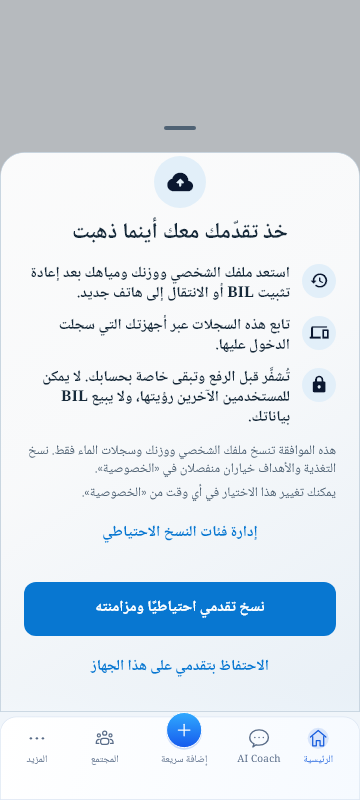 خذ تقدّمك معك أينما ذهبت
استعد ملفك الشخصي ووزنك ومياهك بعد إعادة
تثبيت BIL أو الانتقال إلى هاتف جديد.
تابع هذه السجلات عبر أجهزتك التي سجلت
الدخول عليها.
تُشفَّر قبل الرفع وتبقى خاصة بحسابك. لا يمكن
للمستخدمين الآخرين رؤيتها، ولا يبيع BIL
بياناتك.
هذه الموافقة تنسخ ملفك الشخصي ووزنك وسجلات الماء فقط. نسخ
التغذية والأهداف خياران منفصلان في «الخصوصية».
يمكنك تغيير هذا الاختيار في أي وقت من «الخصوصية».
إدارة فئات النسخ الاحتياطي
نسخ تقدمي احتياطيًا ومزامنته
الاحتفاظ بتقدمي على هذا الجهاز
الرئيسية
AI Coach
إضافة سريعة
المجتمع
المزيد